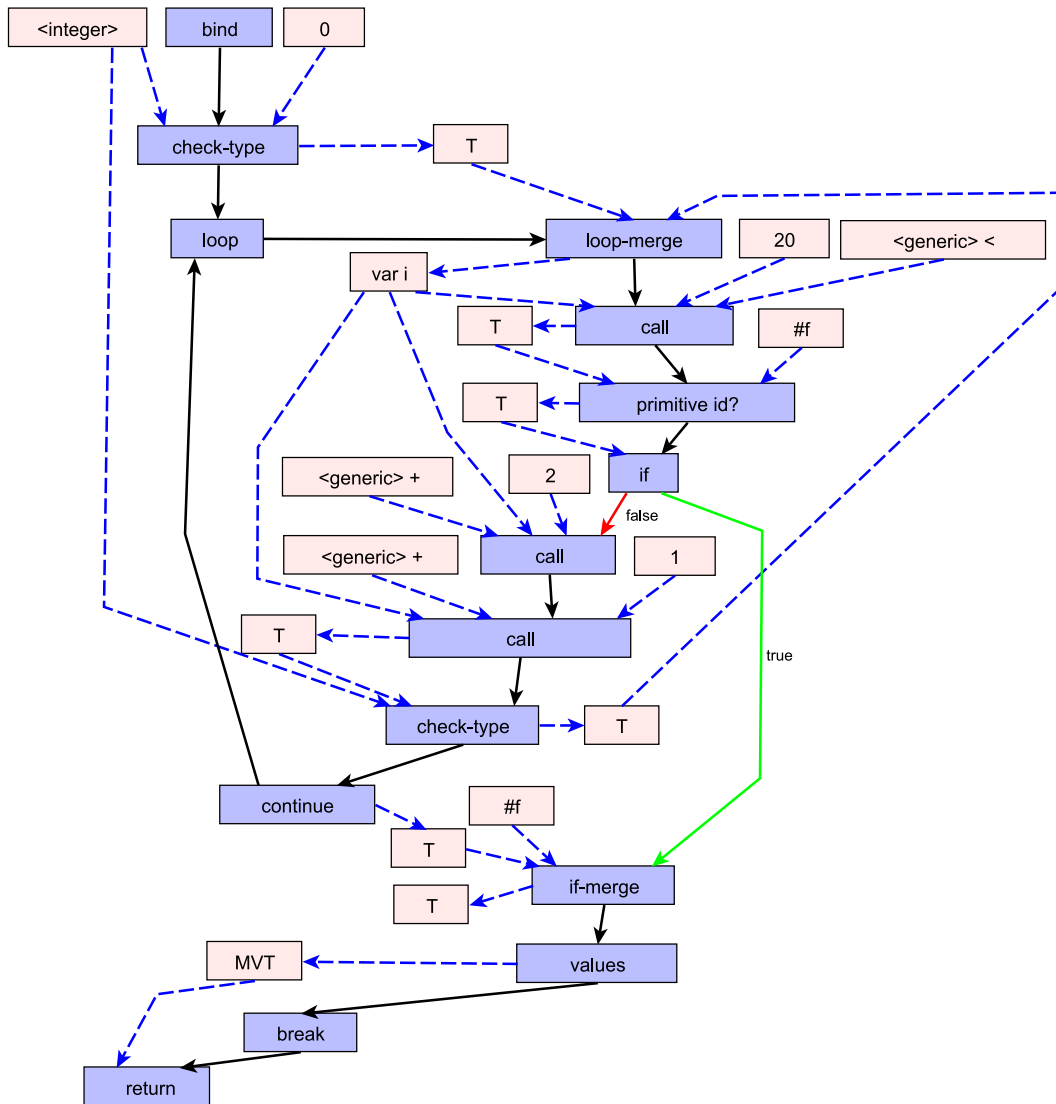 <integer>
bind
0
check-type
T
loop
loop-merge
20
<generic> <
var i
T
call
#f
T
primitive id?
if
<generic> +
2
false
call
<generic> +
1
T
call
true
check-type
T
continue
#f
T
if-merge
T
MVT
values
break
return